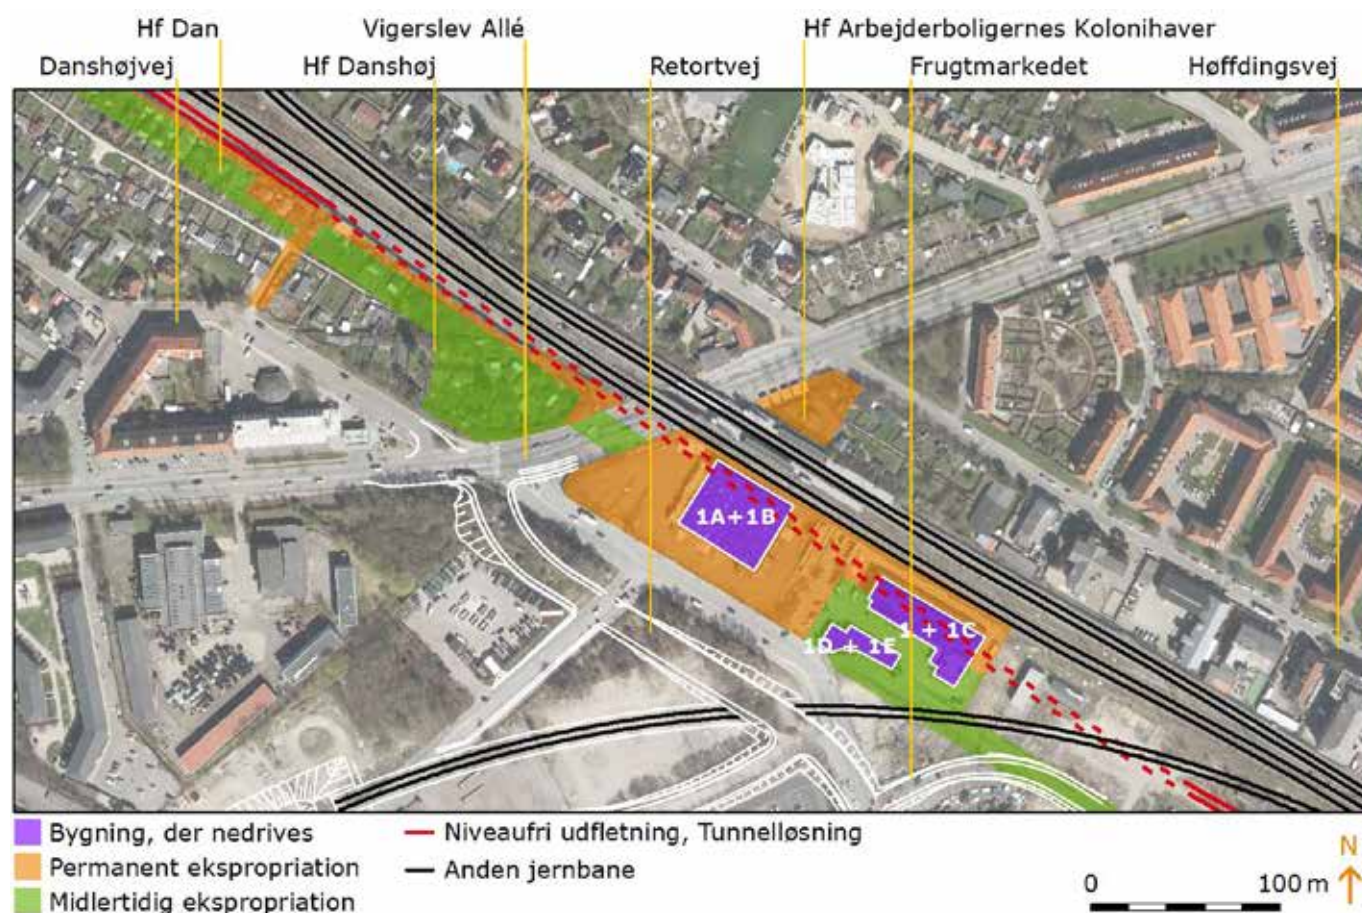 Hf Dan Vigerslev Allé Hf Arbejderboligernes Kolonihaver
Danshøjvej Hf Danshøj Retortvej Frugtmarkedet Høffdingsvej
1A+1B
1 + 1C
1D + 1E
Bygning, der nedrives
Permanent ekspropriation
Midlertidig ekspropriation
Niveaufri udfletning, Tunnelløsning
Anden jernbane
N
0 100 m